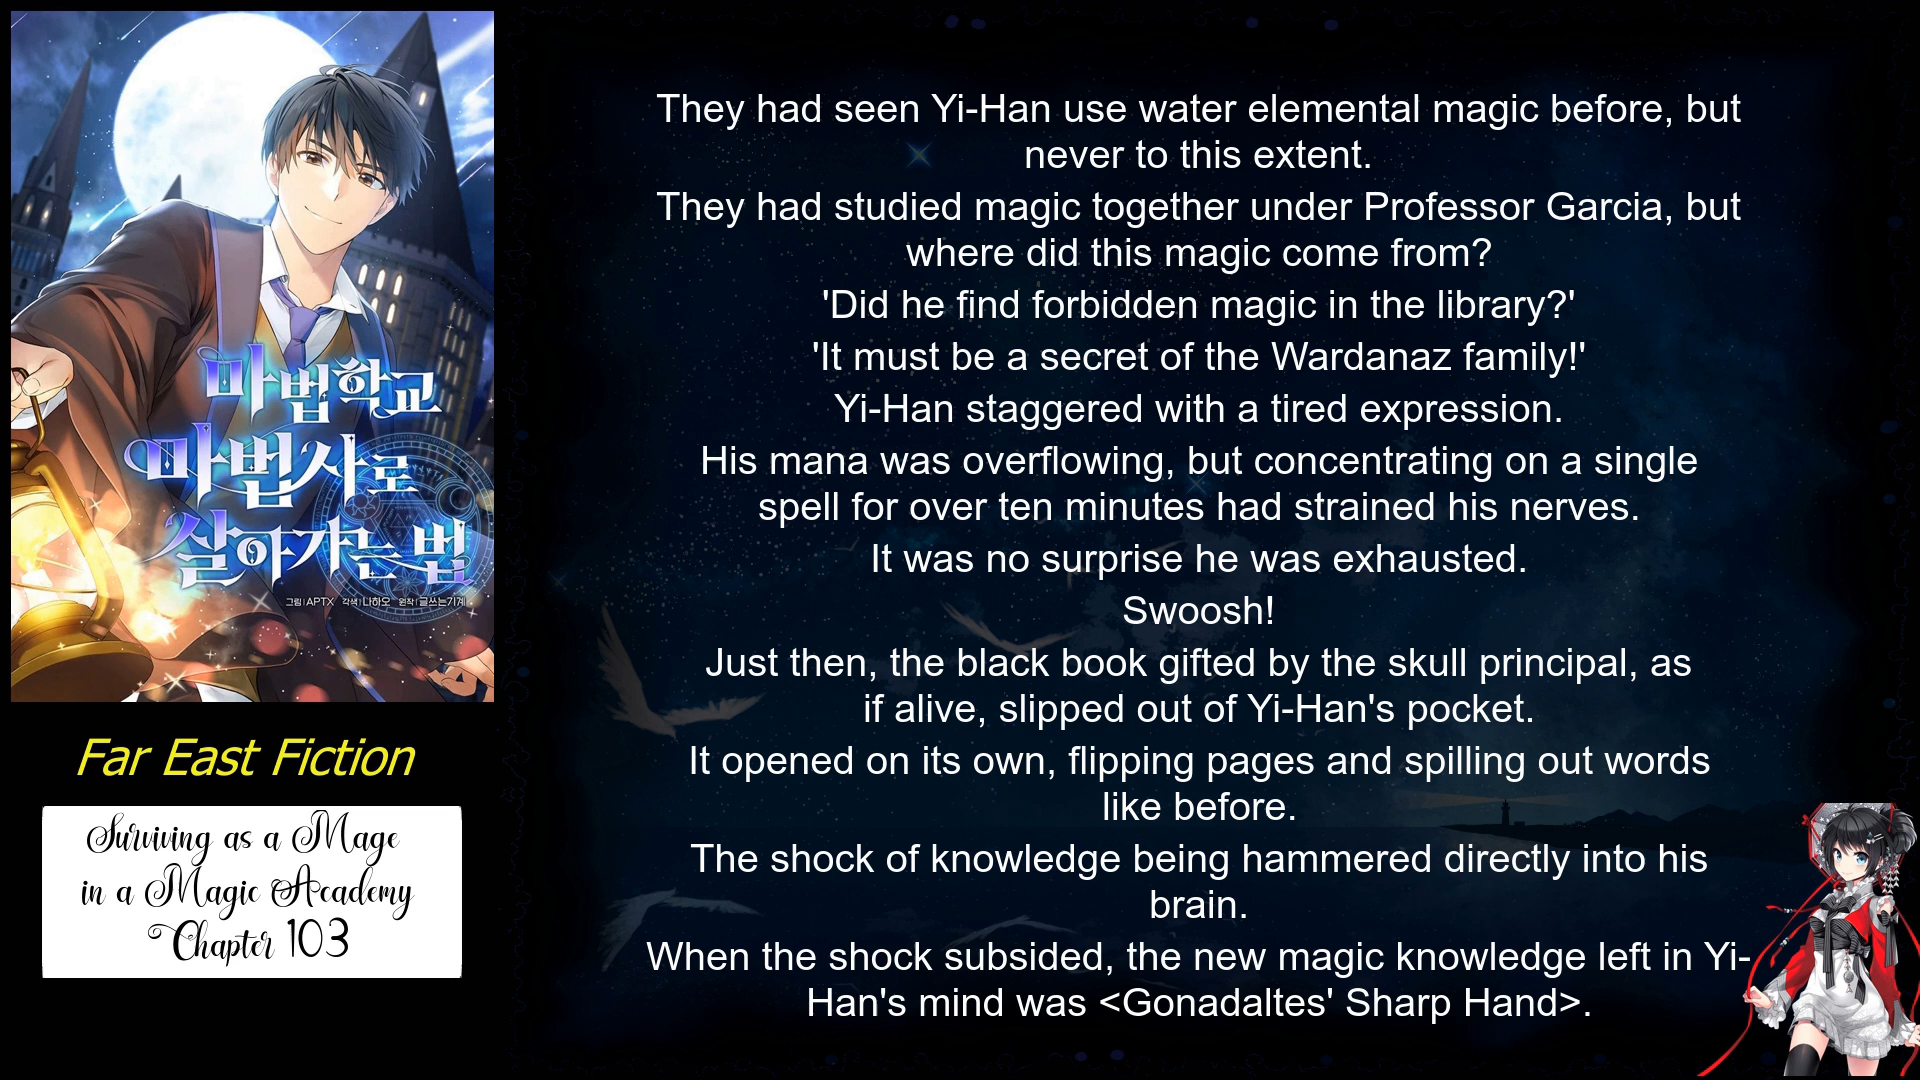 마법학교
마법사로
살아가는 법
그림|APTX 각색|나하오 원작|글쓰는기계
Far East Fiction
Surviving as a Mage
in a Magic Academy
Chapter 103
They had seen Yi-Han use water elemental magic before, but
never to this extent.
They had studied magic together under Professor Garcia, but
where did this magic come from?
'Did he find forbidden magic in the library?'
'It must be a secret of the Wardanaz family!'
Yi-Han staggered with a tired expression.
His mana was overflowing, but concentrating on a single
spell for over ten minutes had strained his nerves.
It was no surprise he was exhausted.
Swoosh!
Just then, the black book gifted by the skull principal, as
if alive, slipped out of Yi-Han's pocket.
It opened on its own, flipping pages and spilling out words
like before.
The shock of knowledge being hammered directly into his
brain.
When the shock subsided, the new magic knowledge left in Yi-
Han's mind was <Gonadaltes' Sharp Hand>.